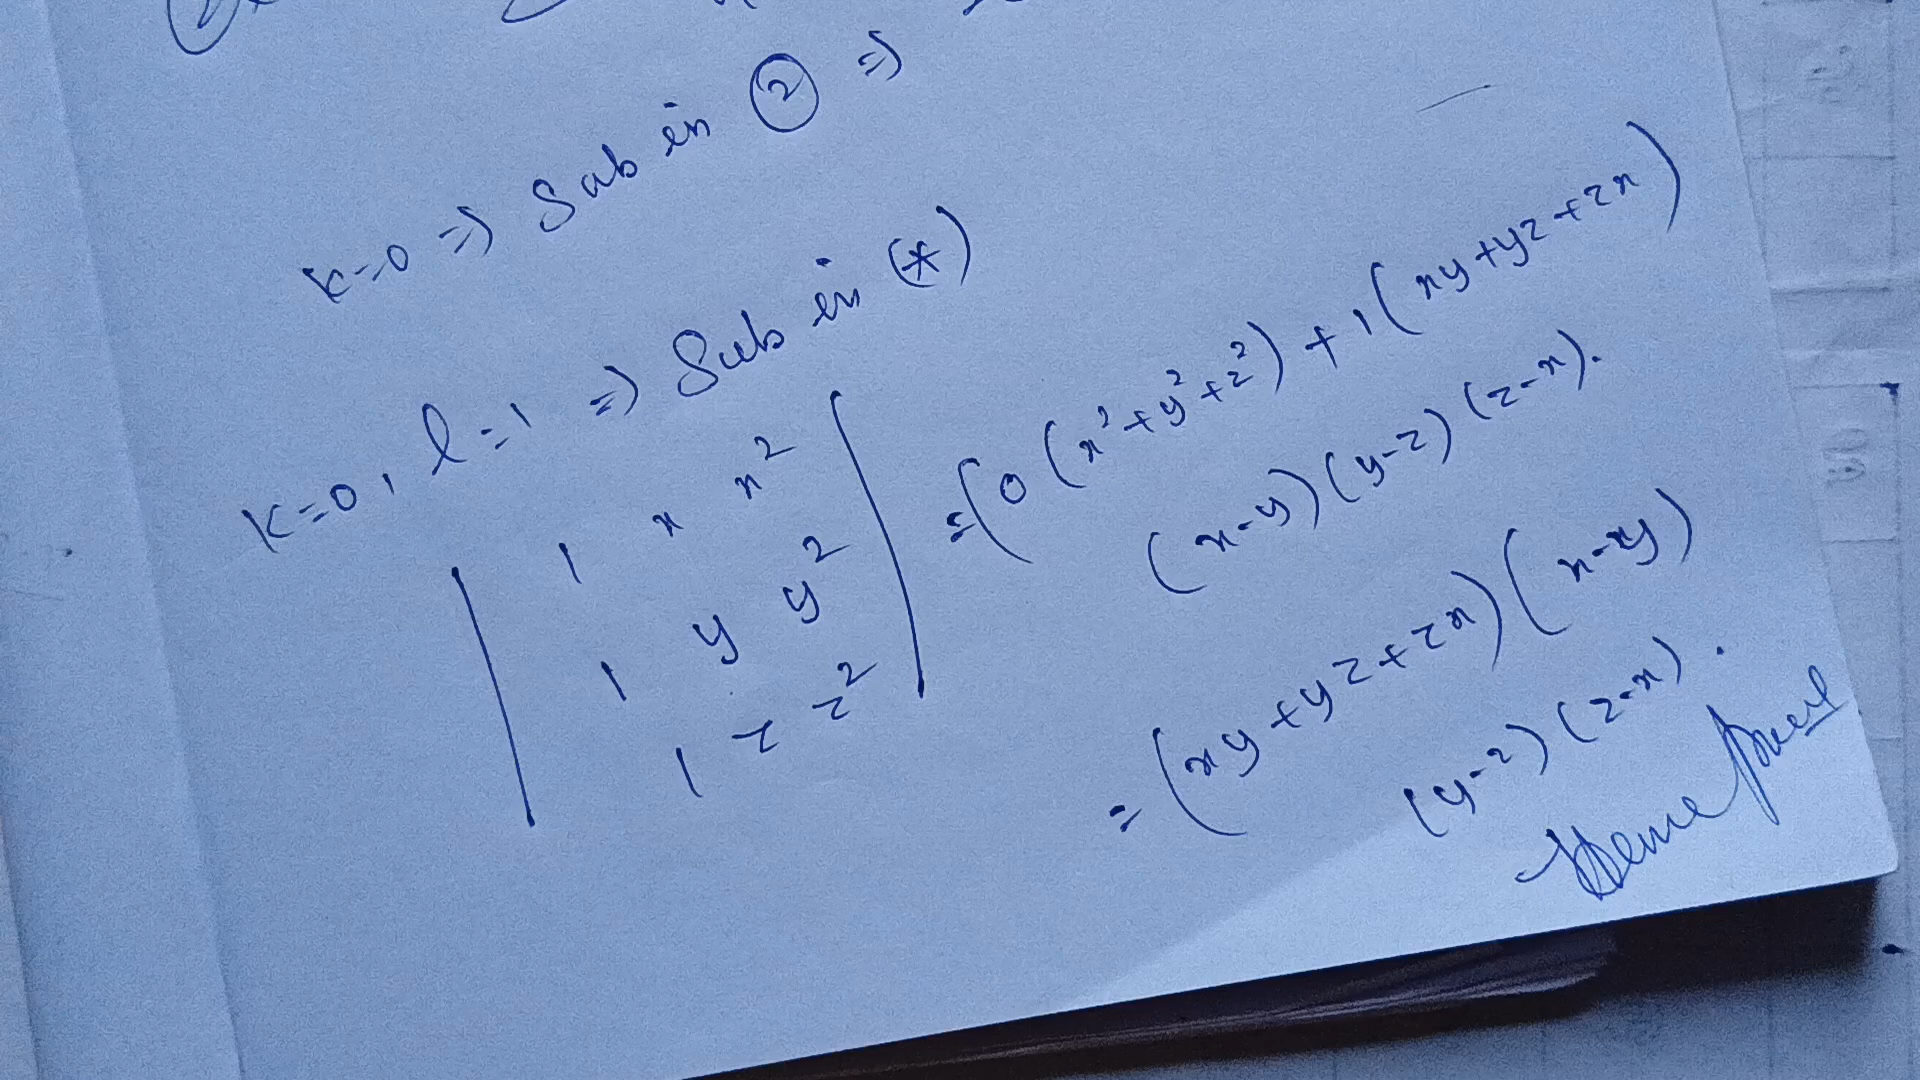 k=0 => Sub in ② =>
k=0, l=1 => Sub in (*)
| 1 x x² |
| 1 y y² |
| 1 z z² |
= (0 (x²+y²+z²) + 1 (xy+yz+zx)
(x-y) (y-z) (z-x).
= (xy+yz+zx) (x-y)
(y-z) (z-x).
Hence proved